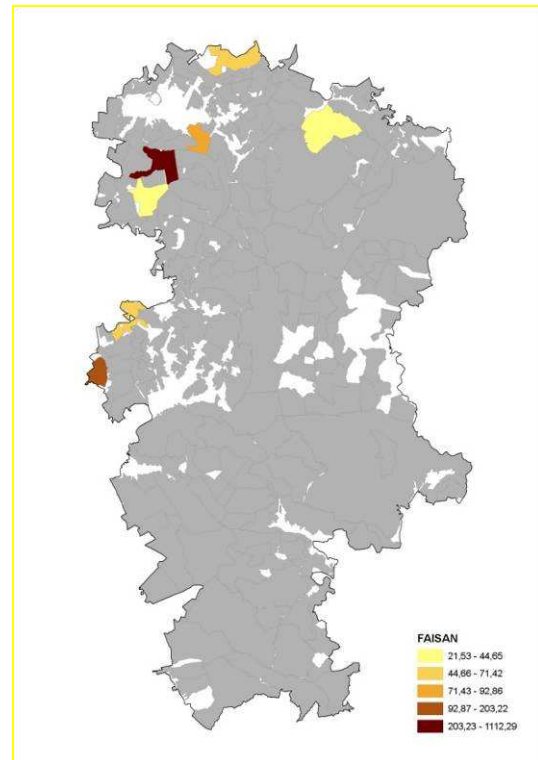 FAISAN
21,53 - 44,65
44,66 - 71,42
71,43 - 92,86
92,87 - 203,22
203,23 - 1112,29